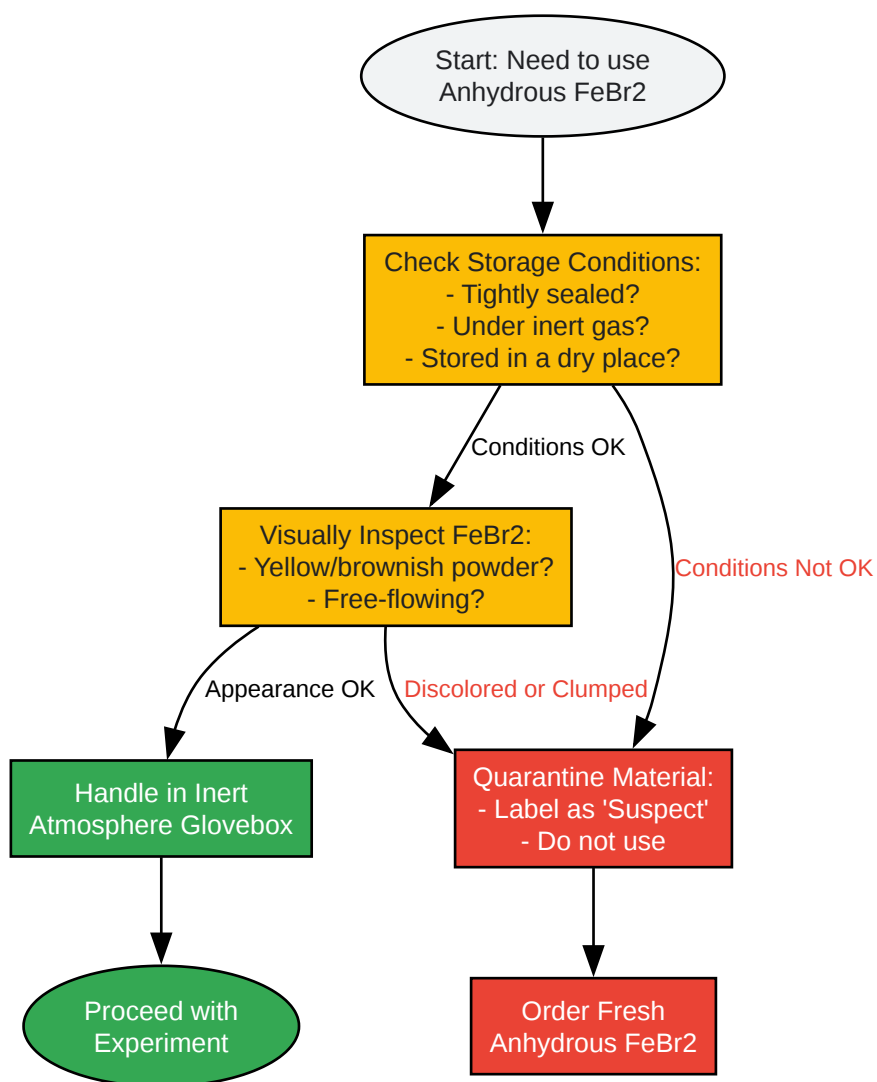 Start: Need to use
Anhydrous FeBr2
Check Storage Conditions:
- Tightly sealed?
- Under inert gas?
- Stored in a dry place?
Conditions OK
Visually Inspect FeBr2:
- Yellow/brownish powder?
- Free-flowing?
Conditions Not OK
Appearance OK
Discolored or Clumped
Handle in Inert
Atmosphere Glovebox
Quarantine Material:
- Label as 'Suspect'
- Do not use
Proceed with
Experiment
Order Fresh
Anhydrous FeBr2